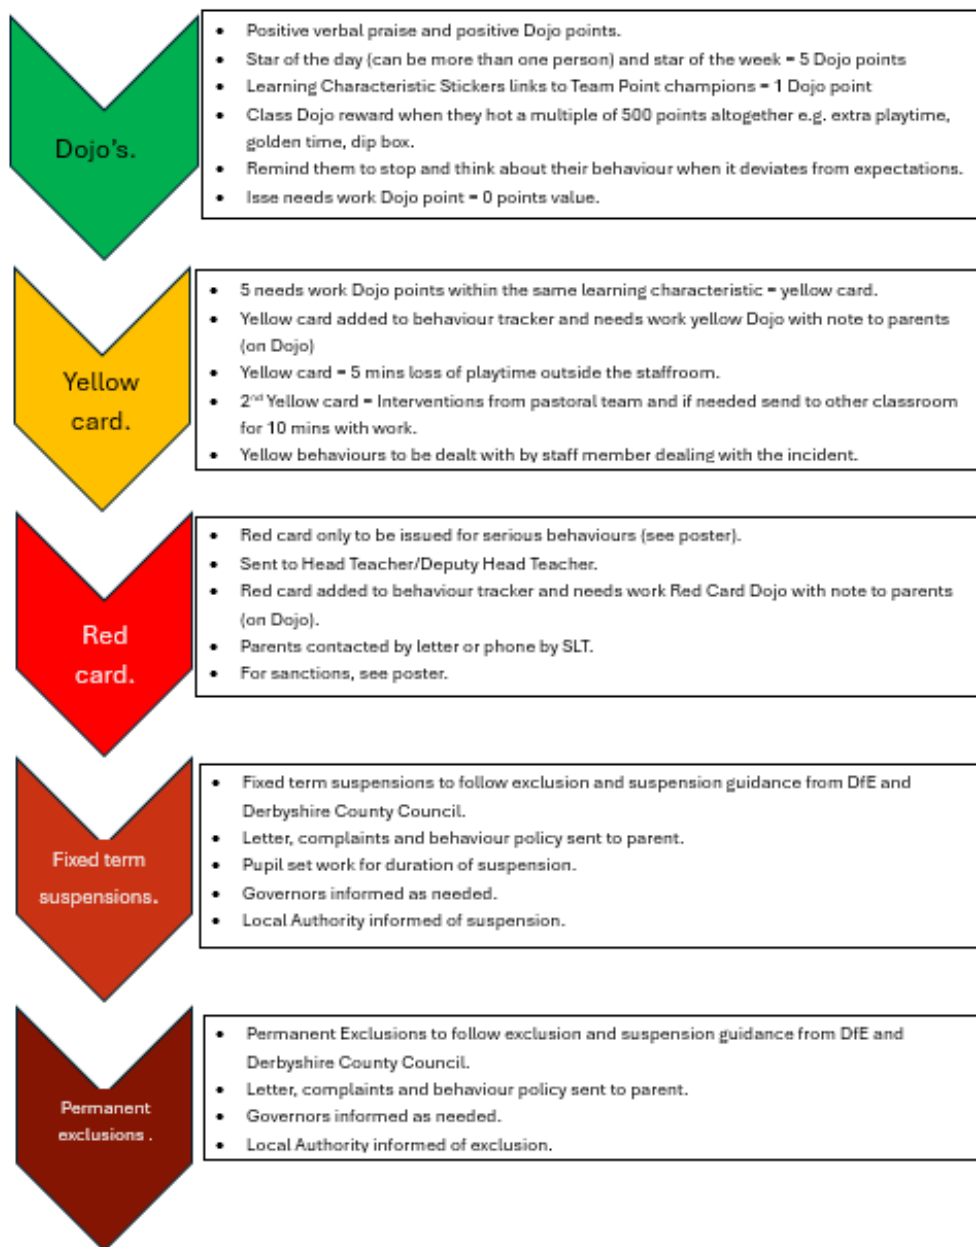 Dojo's.
• Positive verbal praise and positive Dojo points.
• Star of the day (can be more than one person) and star of the week = 5 Dojo points
• Learning Characteristic Stickers links to Team Point champions = 1 Dojo point
• Class Dojo reward when they hot a multiple of 500 points altogether e.g. extra playtime,
golden time, dip box.
• Remind them to stop and think about their behaviour when it deviates from expectations.
• Isse needs work Dojo point = 0 points value.
Yellow
card.
• 5 needs work Dojo points within the same learning characteristic = yellow card.
• Yellow card added to behaviour tracker and needs work yellow Dojo with note to parents
(on Dojo)
• Yellow card = 5 mins loss of playtime outside the staffroom.
• 2nd Yellow card = Interventions from pastoral team and if needed send to other classroom
for 10 mins with work.
• Yellow behaviours to be dealt with by staff member dealing with the incident.
Red
card.
• Red card only to be issued for serious behaviours (see poster).
• Sent to Head Teacher/Deputy Head Teacher.
• Red card added to behaviour tracker and needs work Red Card Dojo with note to parents
(on Dojo).
• Parents contacted by letter or phone by SLT.
• For sanctions, see poster.
Fixed term
suspensions.
• Fixed term suspensions to follow exclusion and suspension guidance from DfE and
Derbyshire County Council.
• Letter, complaints and behaviour policy sent to parent.
• Pupil set work for duration of suspension.
• Governors informed as needed.
• Local Authority informed of suspension.
Permanent
exclusions .
• Permanent Exclusions to follow exclusion and suspension guidance from DfE and
Derbyshire County Council.
• Letter, complaints and behaviour policy sent to parent.
• Governors informed as needed.
• Local Authority informed of exclusion.